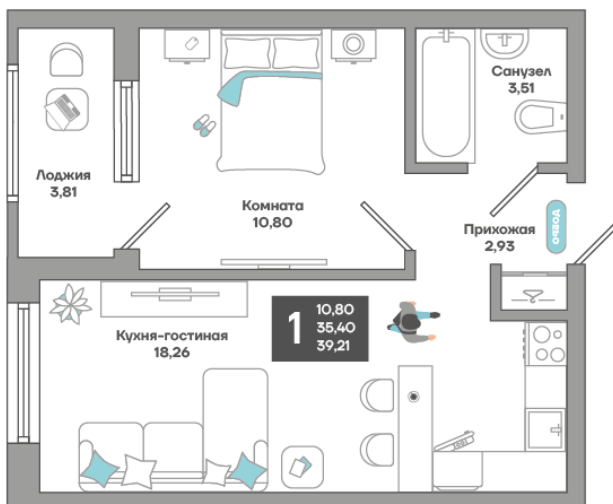 Санузел
3,51
Лоджия
3,81
Комната
10,80
Прихожая
2,93
ДОБРО
Кухня-гостиная
18,26
1
10,80
35,40
39,21